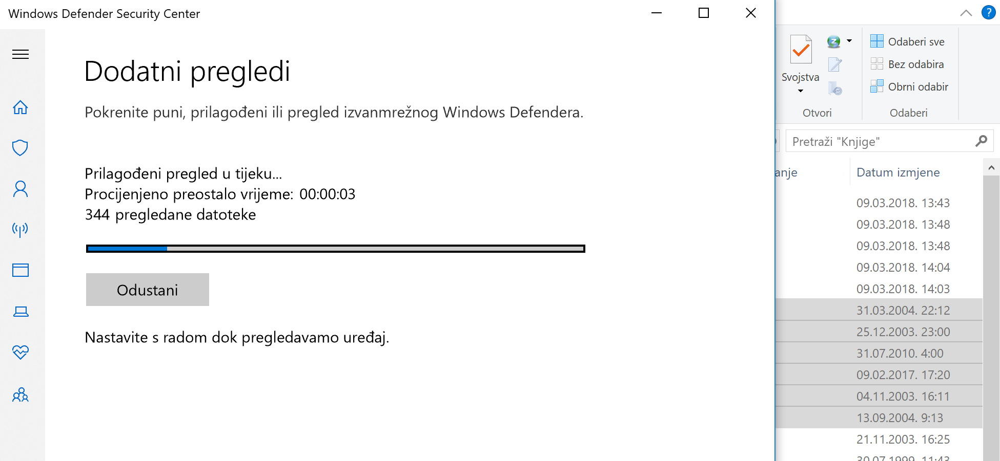 Windows Defender Security Center
Dodatni pregledi
Pokrenite puni, prilagođeni ili pregled izvanmrežnog Windows Defendera.
Prilagođeni pregled u tijeku...
Procijenjeno preostalo vrijeme: 00:00:03
344 pregledane datoteke
Odustani
Nastavite s radom dok pregledavamo uređaj.
?
Z
Svojstva
Otvori
Odaberi sve
Bez odabira
Obrni odabir
Odaberi
Pretraži "Knjige"
anje
Datum izmjene
09.03.2018. 13:43
09.03.2018. 13:48
09.03.2018. 13:48
09.03.2018. 14:04
09.03.2018. 14:03
31.03.2004. 22:12
25.12.2003. 23:00
31.07.2010. 4:00
09.02.2017. 17:20
04.11.2003. 16:11
13.09.2004. 9:13
21.11.2003. 16:25
30.07.1999. 11:43